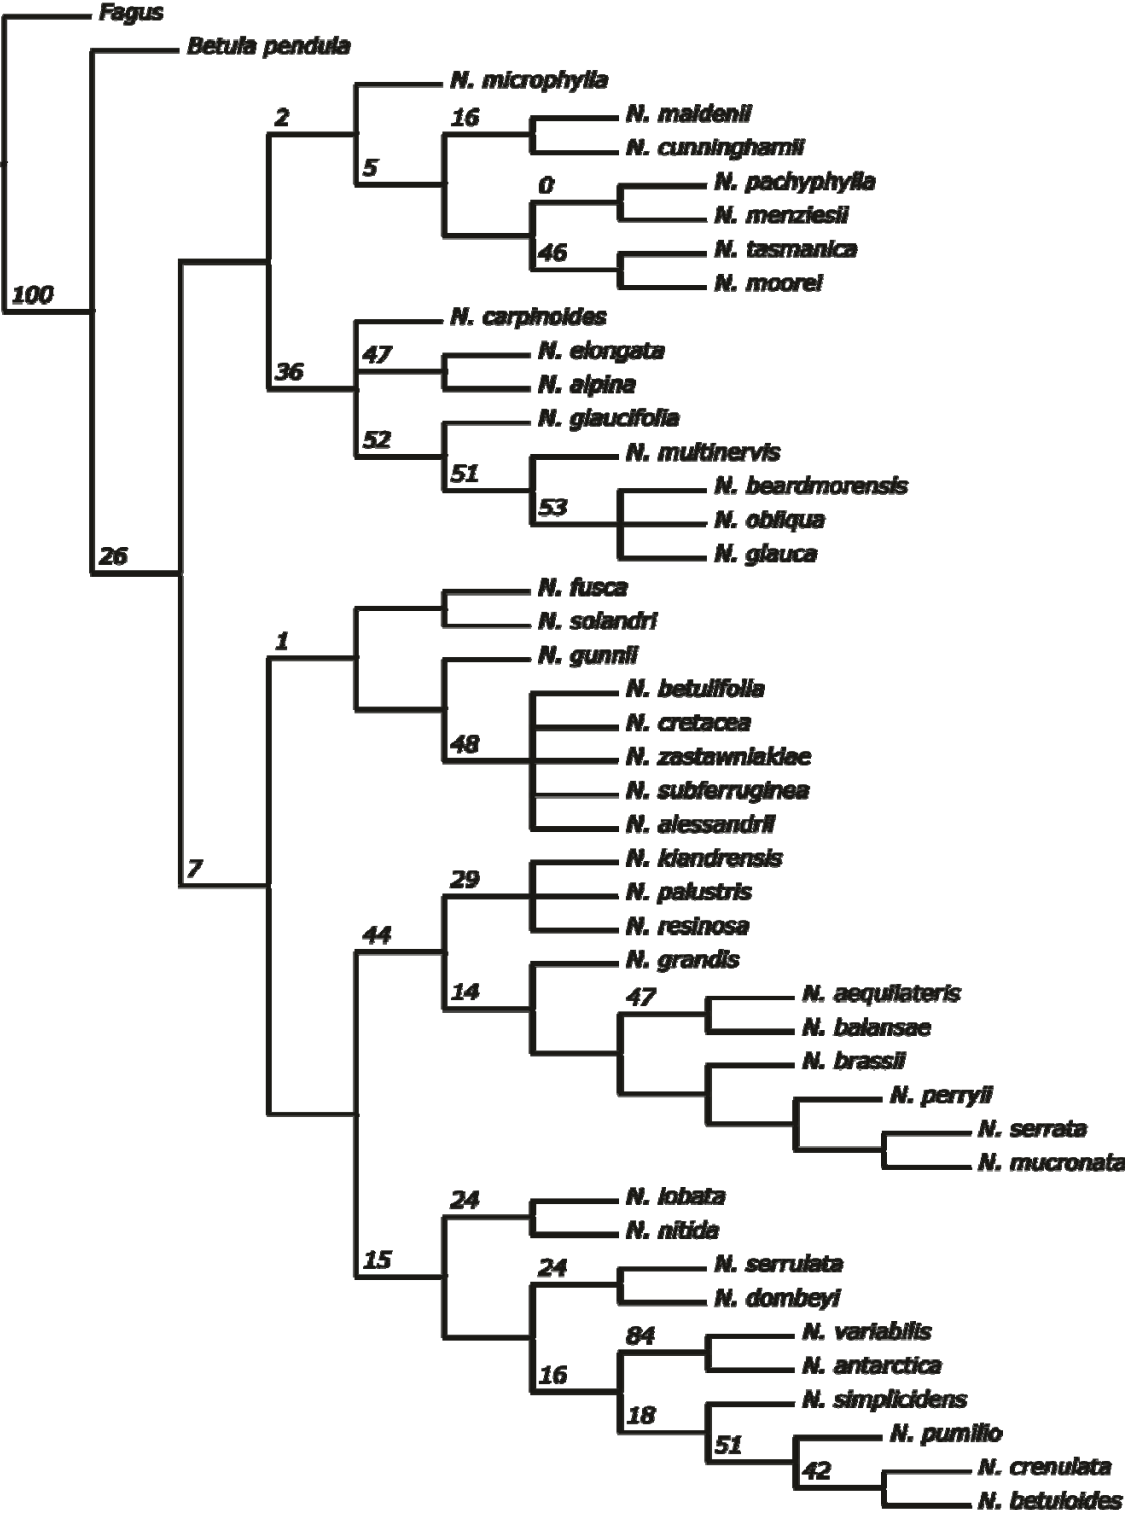 Fagus
Betula pendula
N. microphylla
2
16
N. maidenii
N. cunninghamii
5
0
N. pachyphylla
N. menziesii
46
N. tasmanica
N. moorei
100
N. carpinoides
47
N. elongata
36
N. alpina
N. glaucifolia
52
N. multinervis
51
N. beardmorensis
53
N. obliqua
26
N. glauca
N. fusca
N. solandri
1
N. gunnii
N. betulifolia
N. cretacea
48
N. zastawniakiae
N. subferruginea
N. alessandrii
7
N. kiandrensis
29
N. palustris
N. resinosa
44
N. grandis
14
47
N. aequilateris
N. balansae
N. brassii
N. perryii
N. serrata
N. mucronata
24
N. lobata
N. nitida
15
24
N. serrulata
N. dombeyi
84
N. variabilis
16
N. antarctica
N. simplicidens
18
N. pumilio
51
N. crenulata
42
N. betuloides